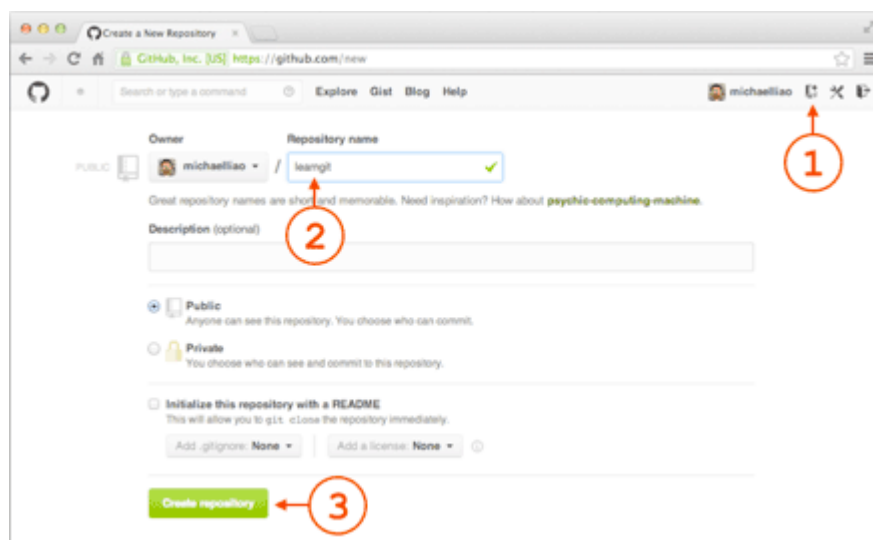 Create a New Repository
GitHub, Inc. [US] https://github.com/new
Search or type a command Explore Gist Blog Help michaelliao
1
Owner Repository name
PUBLIC michaelliao / learngit
Great repository names are short and memorable. Need inspiration? How about psychic-computing-machine.
2
Description (optional)
Public
Anyone can see this repository. You choose who can commit.
Private
You choose who can see and commit to this repository.
Initialize this repository with a README
This will allow you to git clone the repository immediately.
Add .gitignore: None Add a license: None
Create repository 3